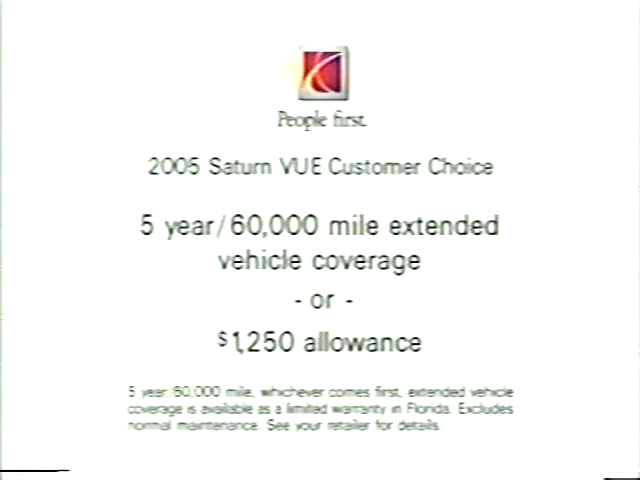 People first.
2005 Saturn VUE Customer Choice
5 year/60,000 mile extended
vehicle coverage
- or -
$1,250 allowance
5 year/60,000 mile, whichever comes first, extended vehicle
coverage is available as a limited warranty in Florida. Excludes
normal maintenance. See your retailer for details.